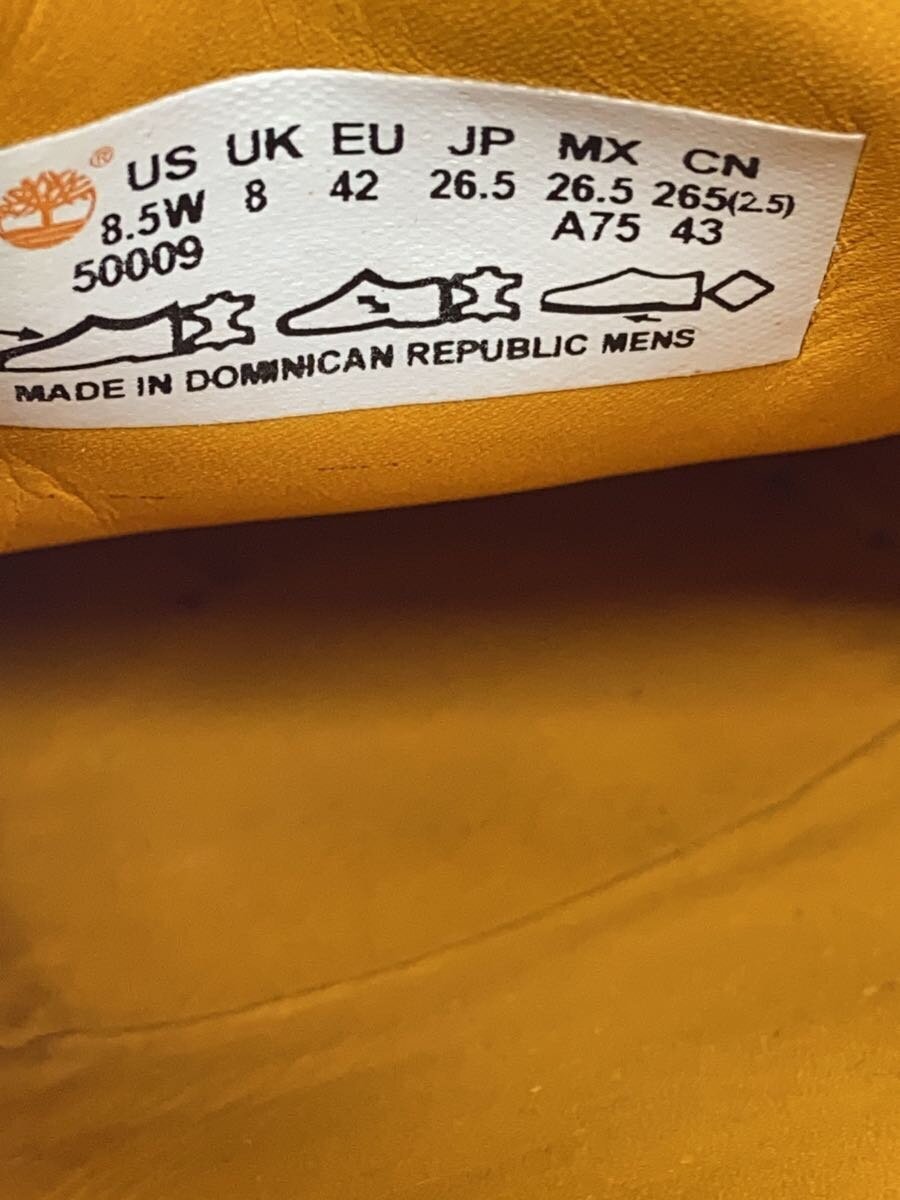 ® US UK EU JP MX CN
8.5W 8 42 26.5 26.5 265(2.5)
50009 A75 43
MADE IN DOMINICAN REPUBLIC MENS